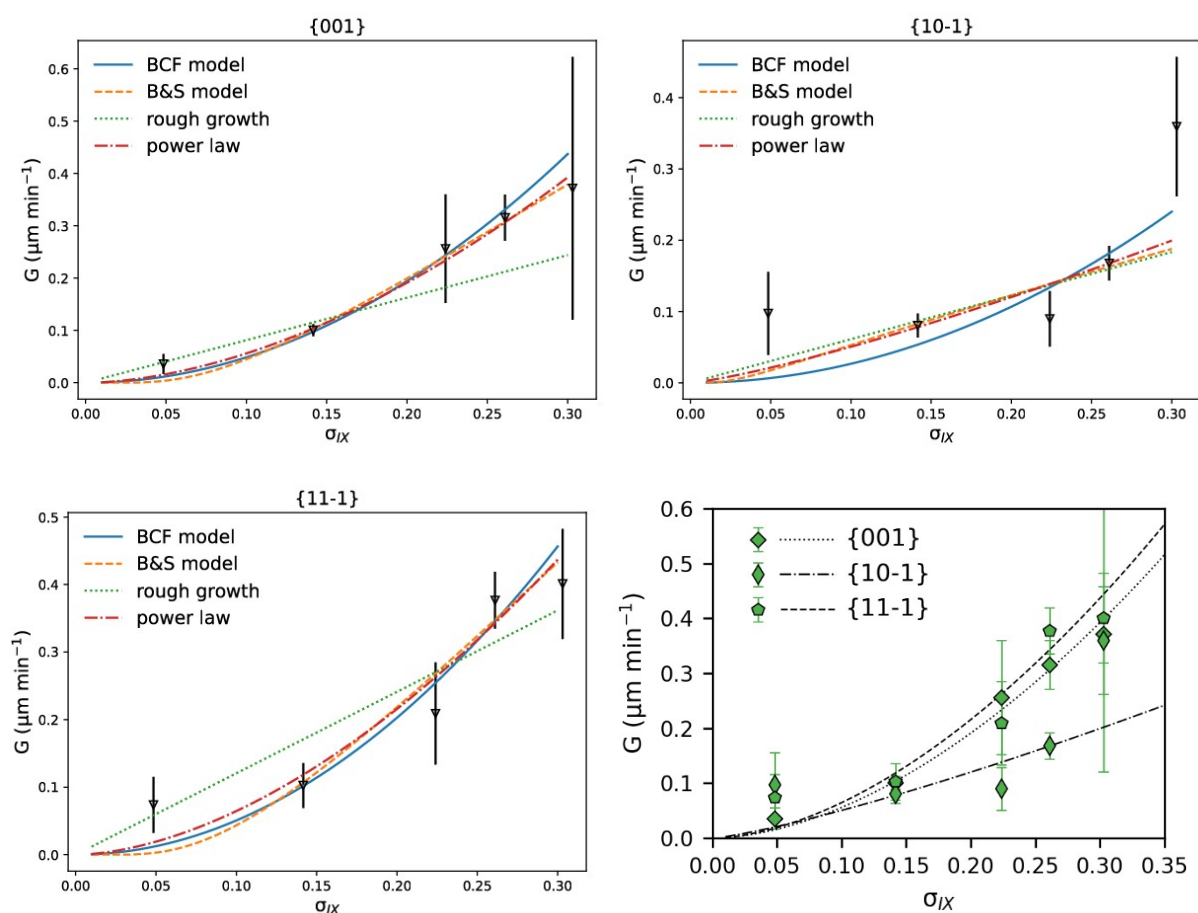 {001}
G (μm min⁻¹)
0.6
0.5
0.4
0.3
0.2
0.1
0.0
BCF model
B&S model
rough growth
power law
0.00 0.05 0.10 0.15 0.20 0.25 0.30
σIX
{10-1}
G (μm min⁻¹)
0.4
0.3
0.2
0.1
0.0
BCF model
B&S model
rough growth
power law
0.00 0.05 0.10 0.15 0.20 0.25 0.30
σIX
{11-1}
G (μm min⁻¹)
0.5
0.4
0.3
0.2
0.1
0.0
BCF model
B&S model
rough growth
power law
0.00 0.05 0.10 0.15 0.20 0.25 0.30
σIX
G (μm min⁻¹)
0.6
0.5
0.4
0.3
0.2
0.1
0.0
{001}
{10-1}
{11-1}
0.00 0.05 0.10 0.15 0.20 0.25 0.30 0.35
σIX